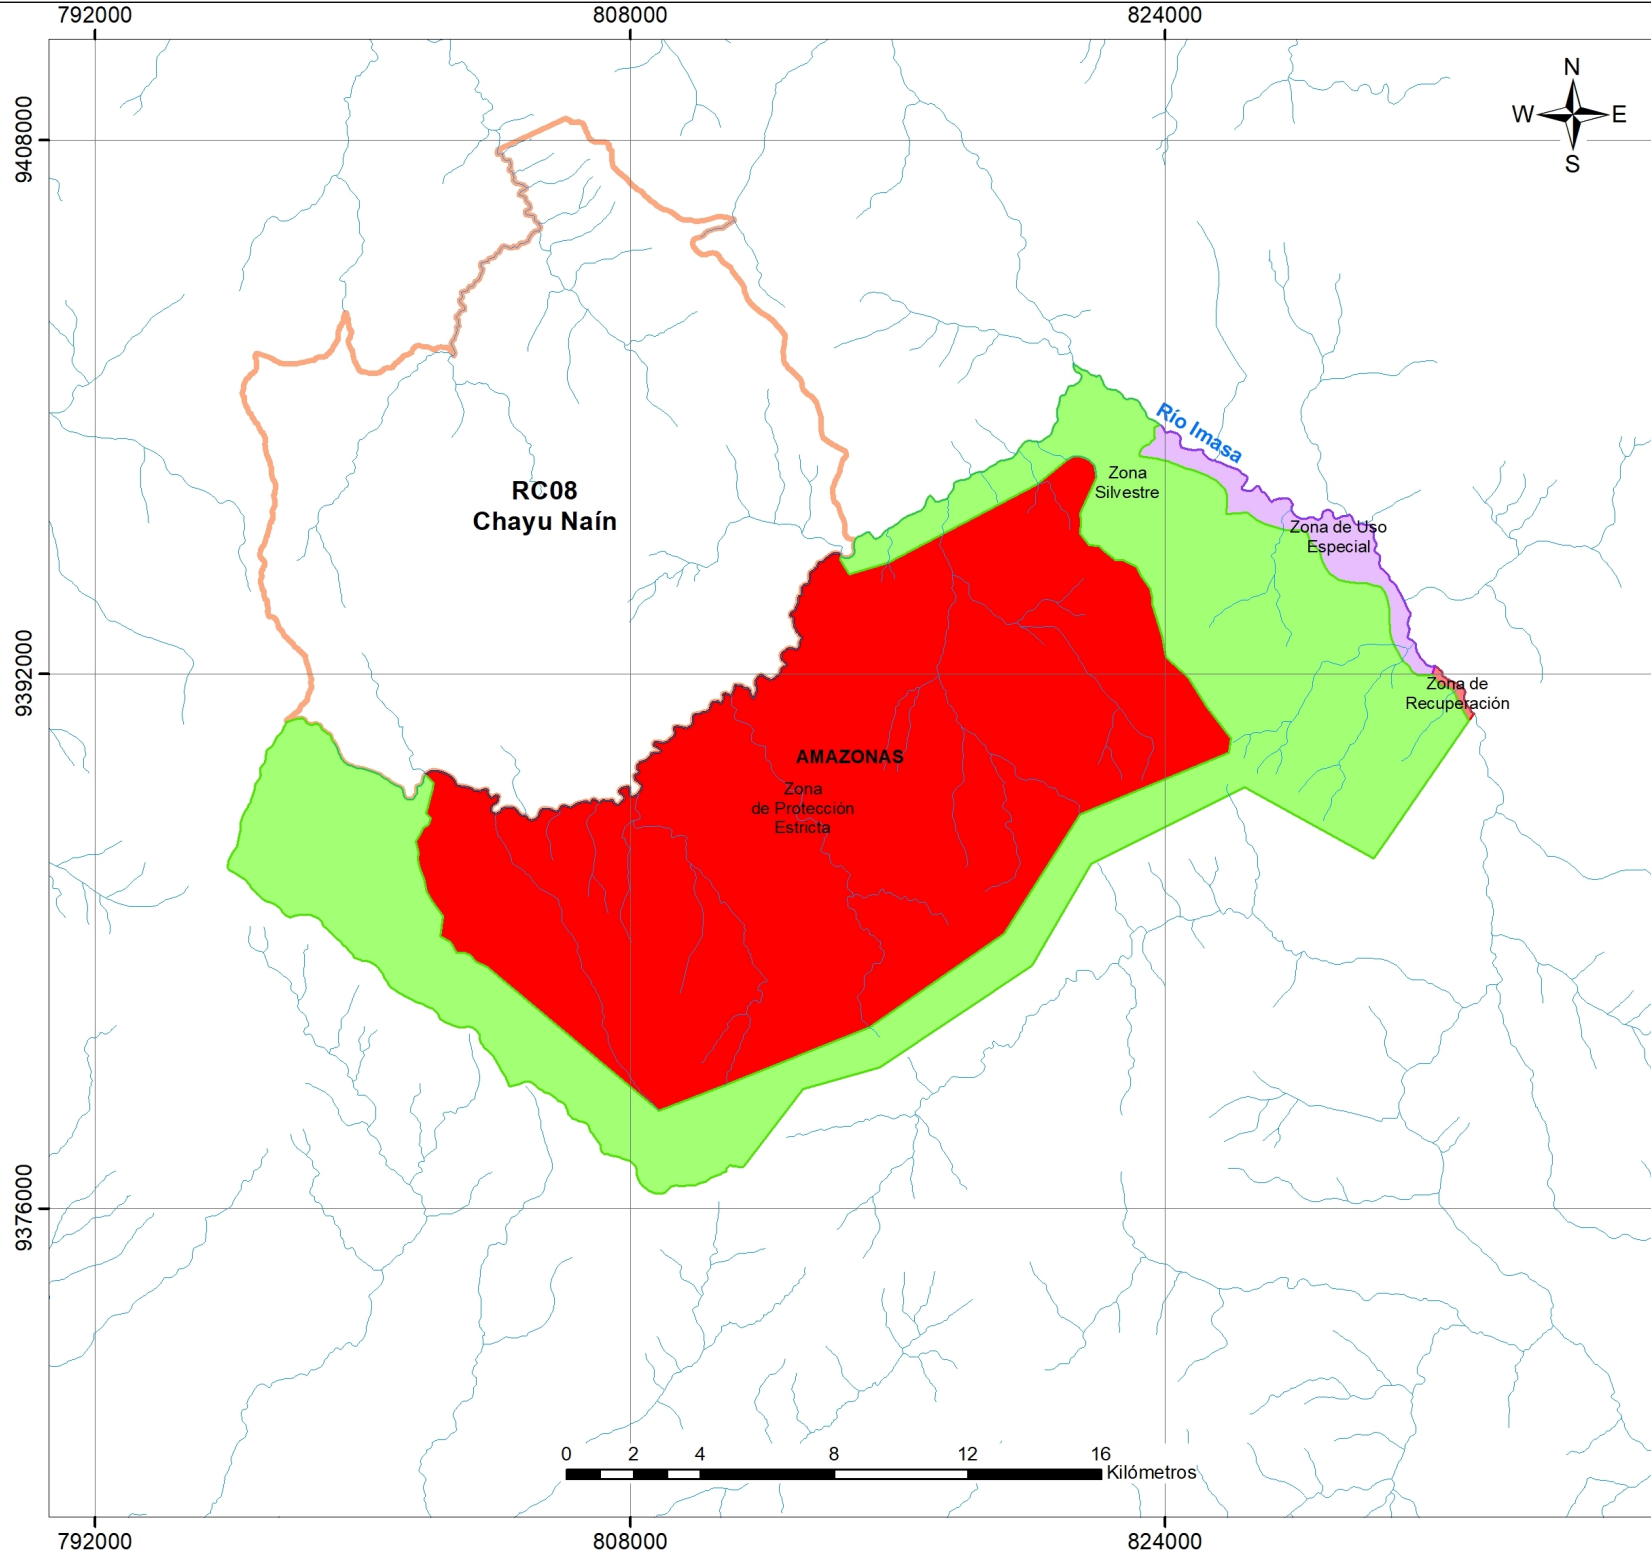 792000
808000
824000
N
W
E
S
9408000
Río Imasa
Zona
Silvestre
RC08
Chayu Naín
Zona de Uso
Especial
9392000
Zona de
Recuperación
AMAZONAS
Zona
de Protección
Estricta
9376000
0
2
4
8
12
16
Kilómetros
792000
808000
824000